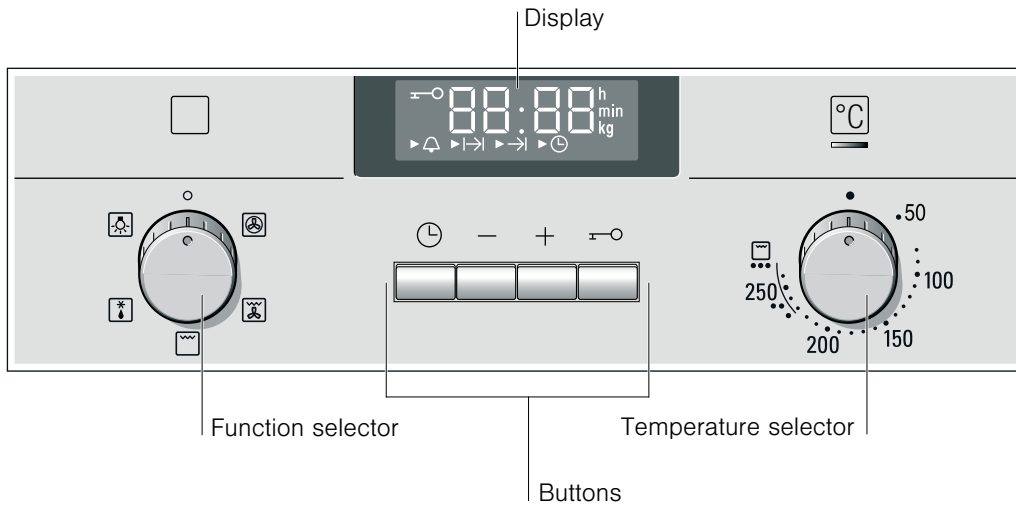 Display
88:88 h
min
kg
°C
50
100
150
200
250
− +
Function selector
Temperature selector
Buttons